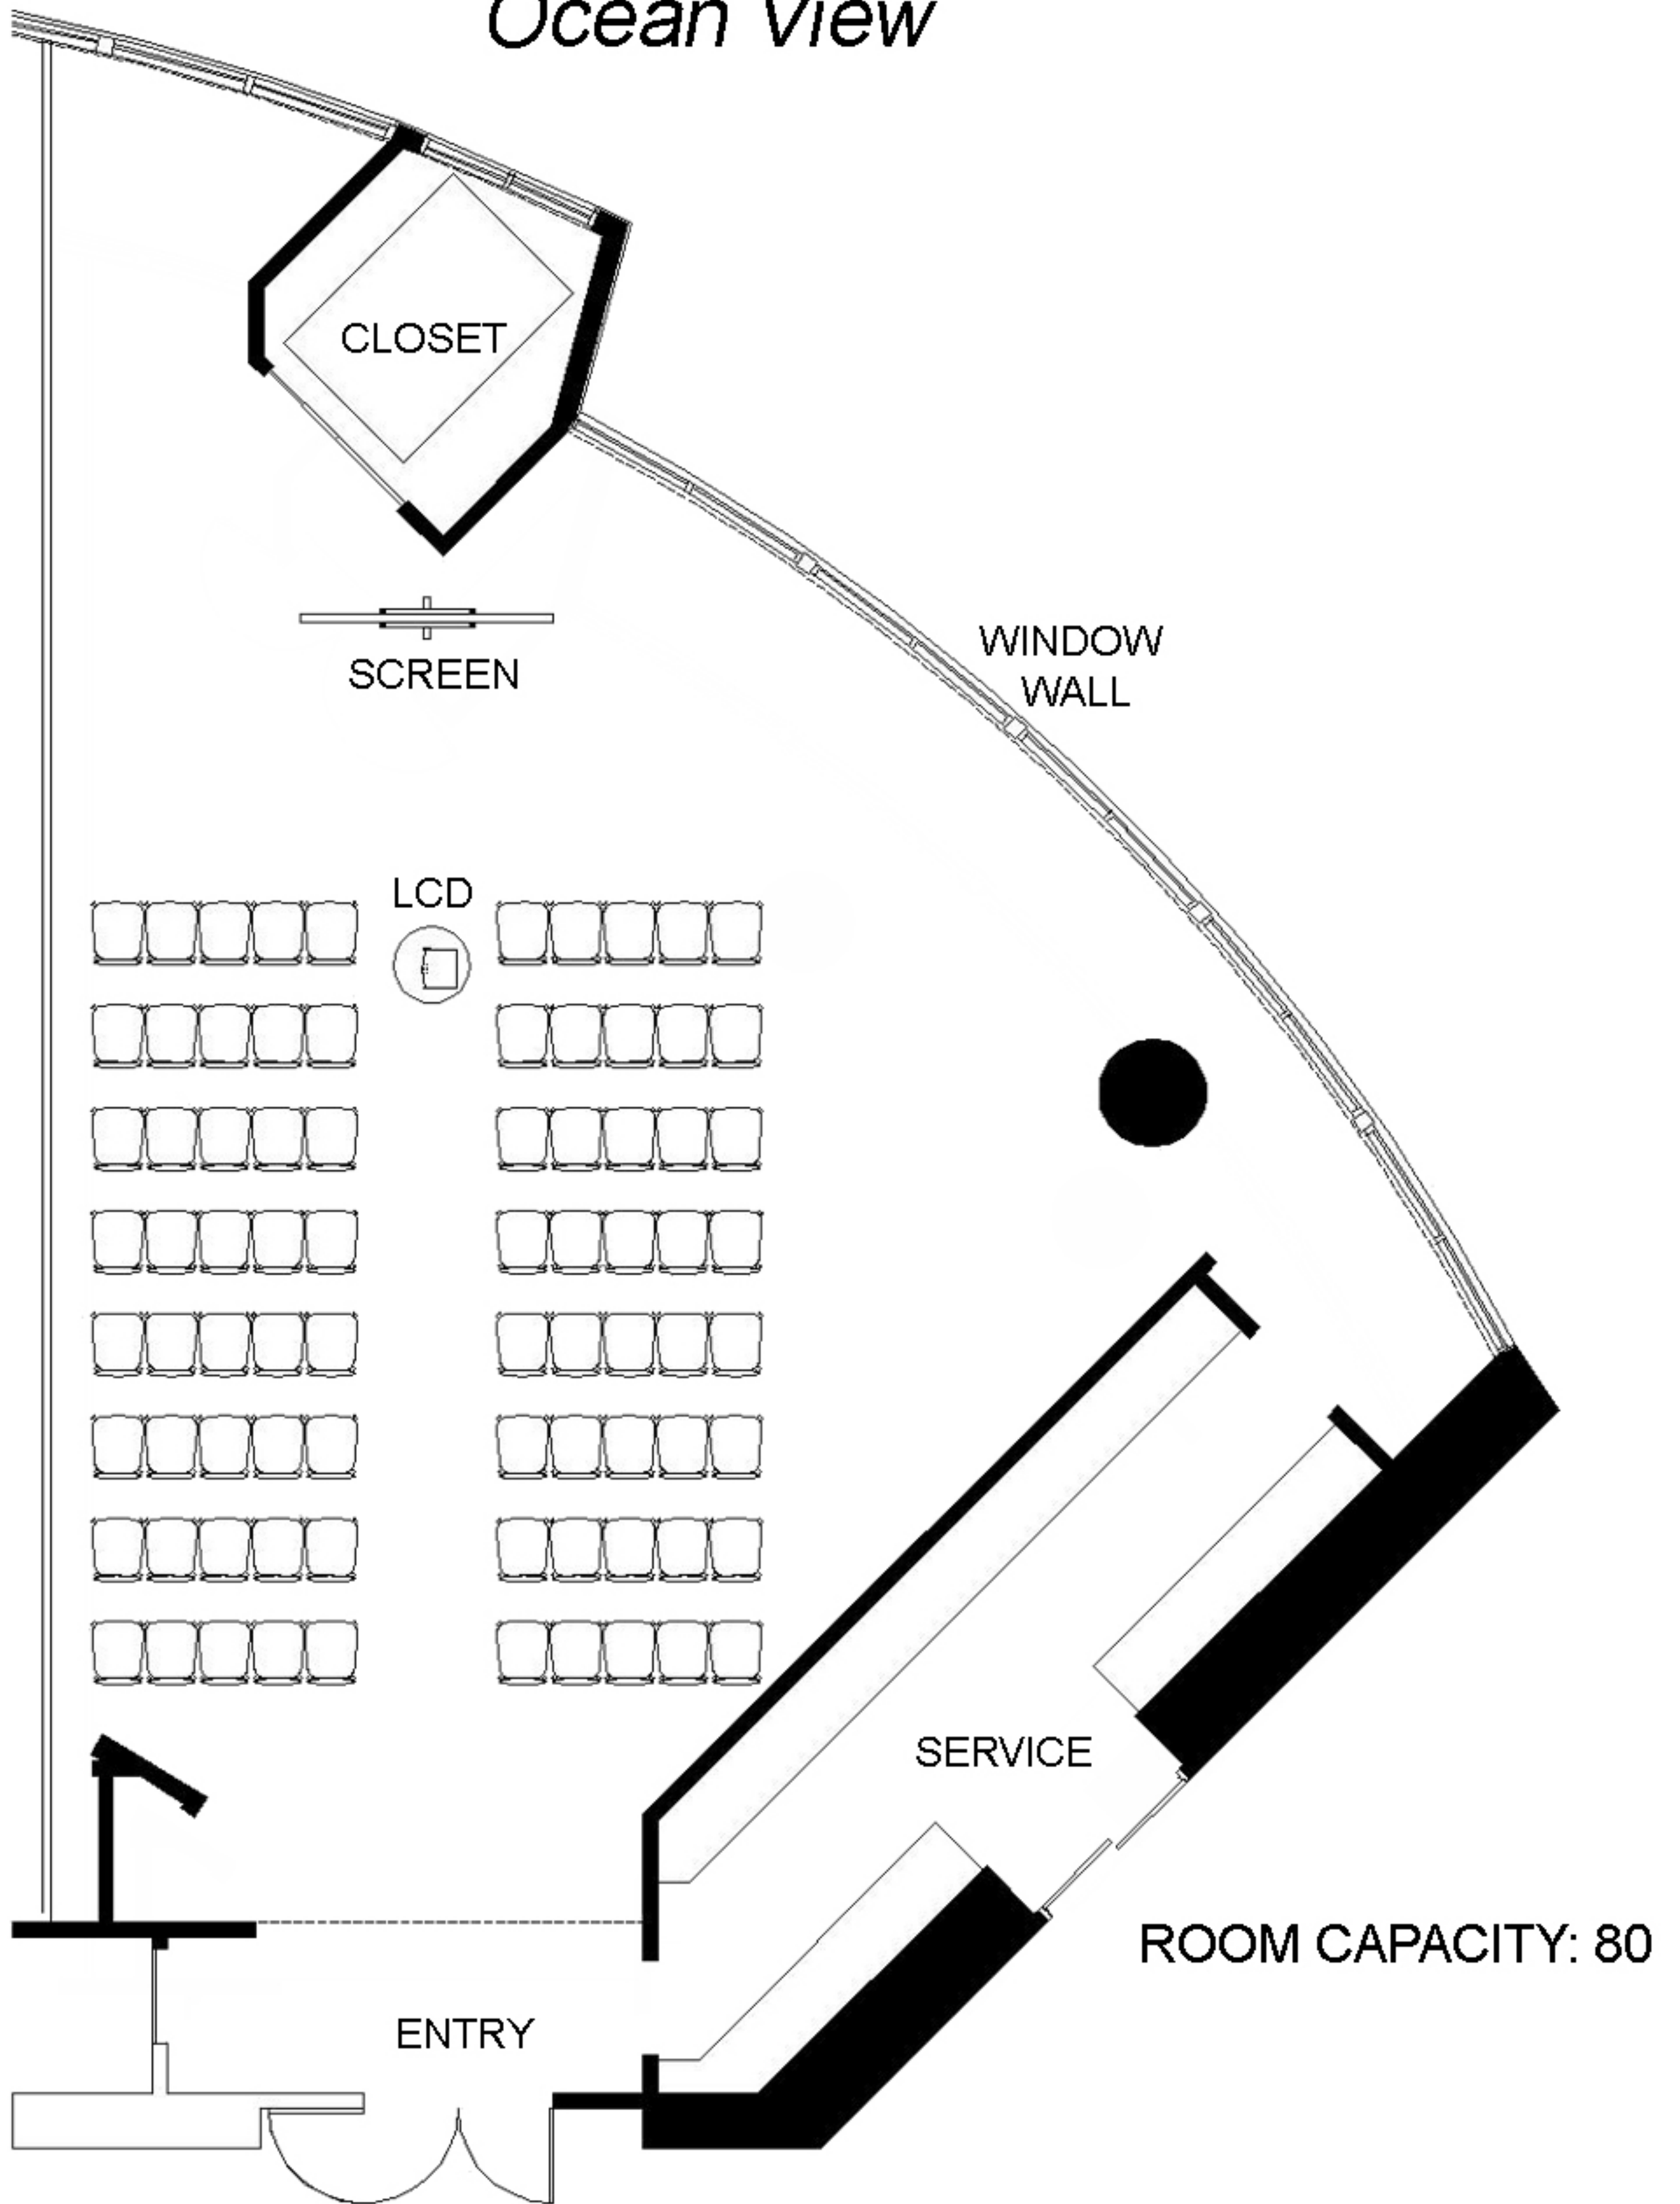 Ocean View
CLOSET
SCREEN
WINDOW
WALL
LCD
SERVICE
ROOM CAPACITY: 80
ENTRY